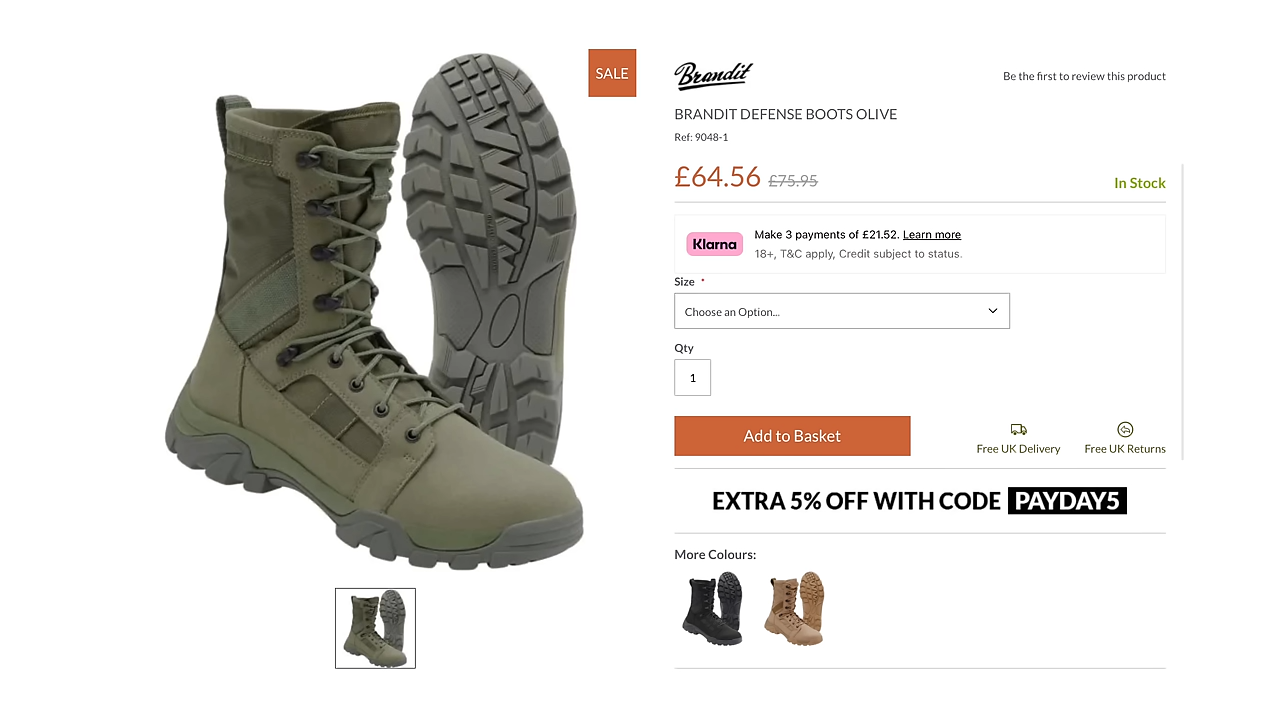 SALE
Brandit
Be the first to review this product
BRANDIT DEFENSE BOOTS OLIVE
Ref: 9048-1
£64.56 £75.95
In Stock
Klarna
Make 3 payments of £21.52. Learn more
18+, T&C apply, Credit subject to status.
Size *
Choose an Option...
Qty
1
Add to Basket
Free UK Delivery
Free UK Returns
EXTRA 5% OFF WITH CODE PAYDAY5
More Colours: